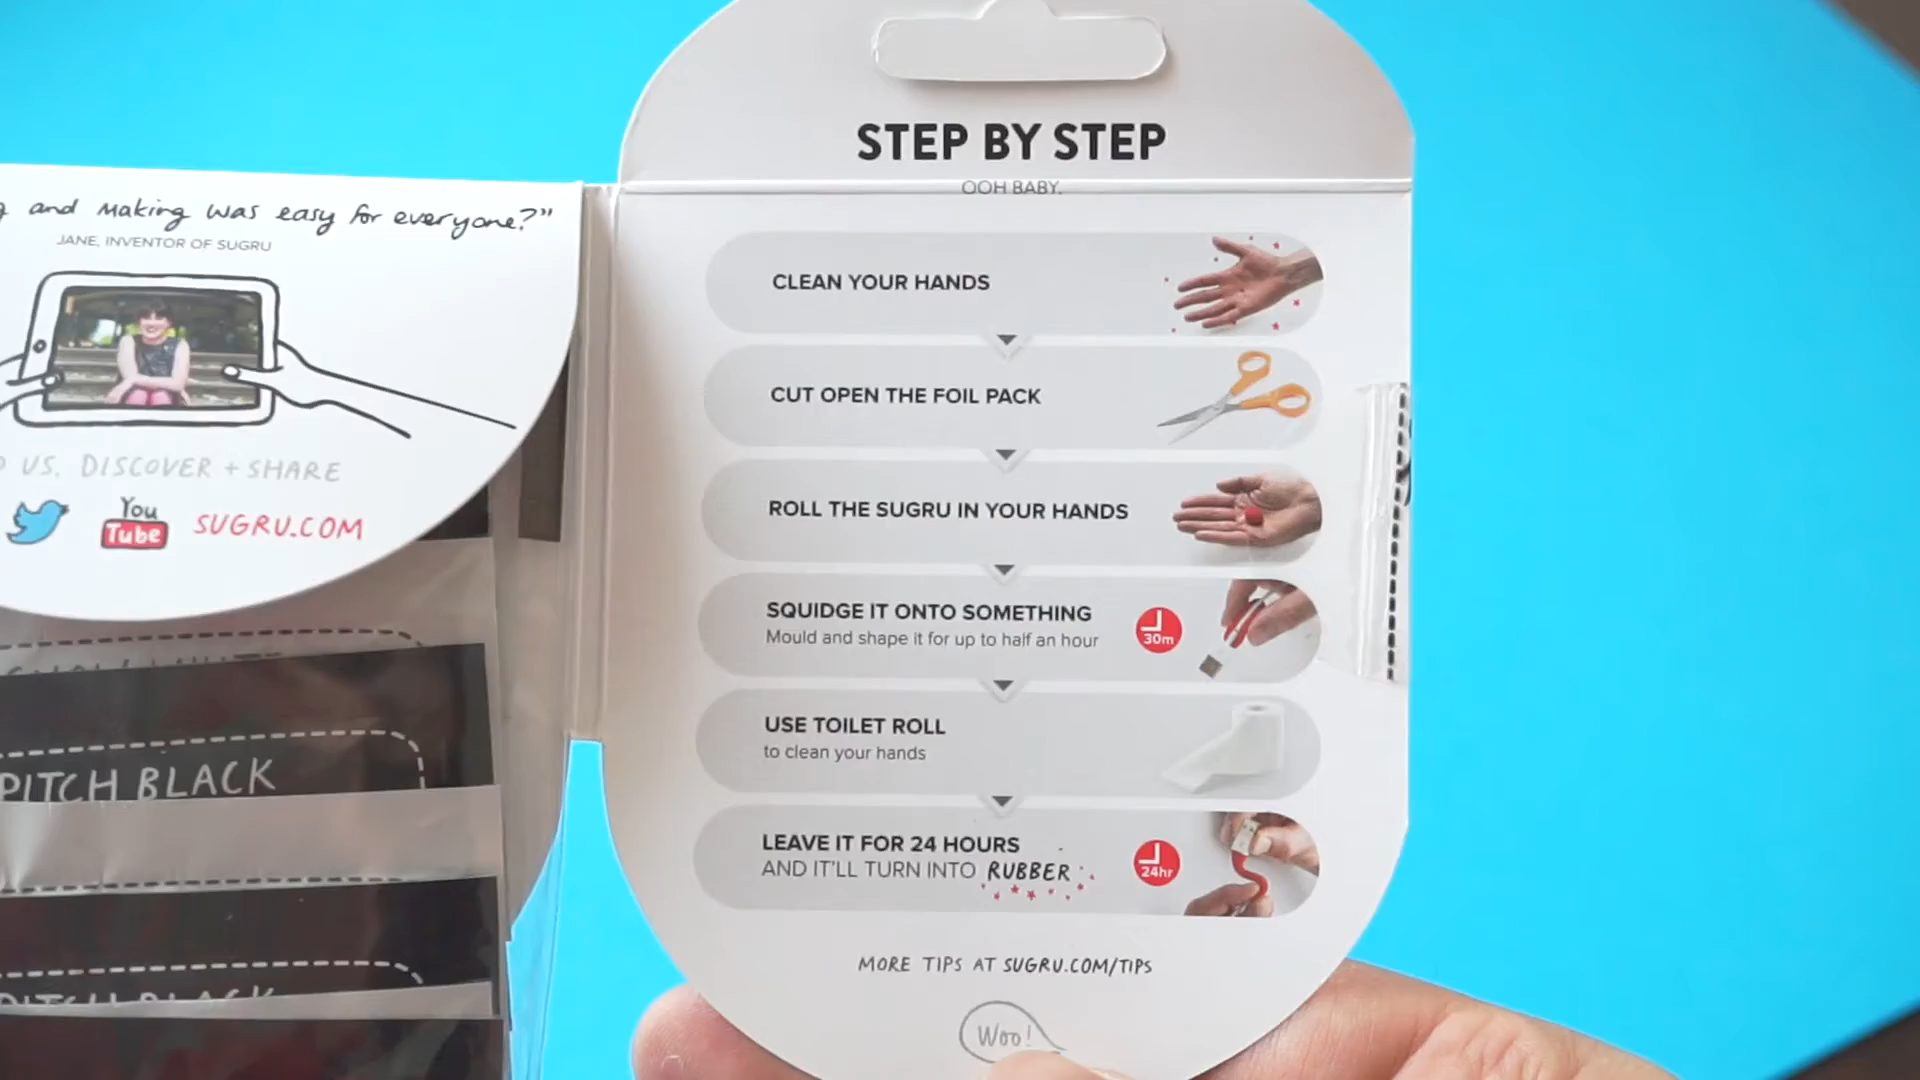 and making was easy for everyone?"
JANE, INVENTOR OF SUGRU
US. DISCOVER + SHARE
You
Tube
SUGRU.COM
PITCH BLACK
PITCH BLACK
STEP BY STEP
OOH BABY.
CLEAN YOUR HANDS
CUT OPEN THE FOIL PACK
ROLL THE SUGRU IN YOUR HANDS
SQUIDGE IT ONTO SOMETHING
Mould and shape it for up to half an hour
30m
USE TOILET ROLL
to clean your hands
LEAVE IT FOR 24 HOURS
AND IT'LL TURN INTO RUBBER
24hr
MORE TIPS AT SUGRU.COM/TIPS
Woo!